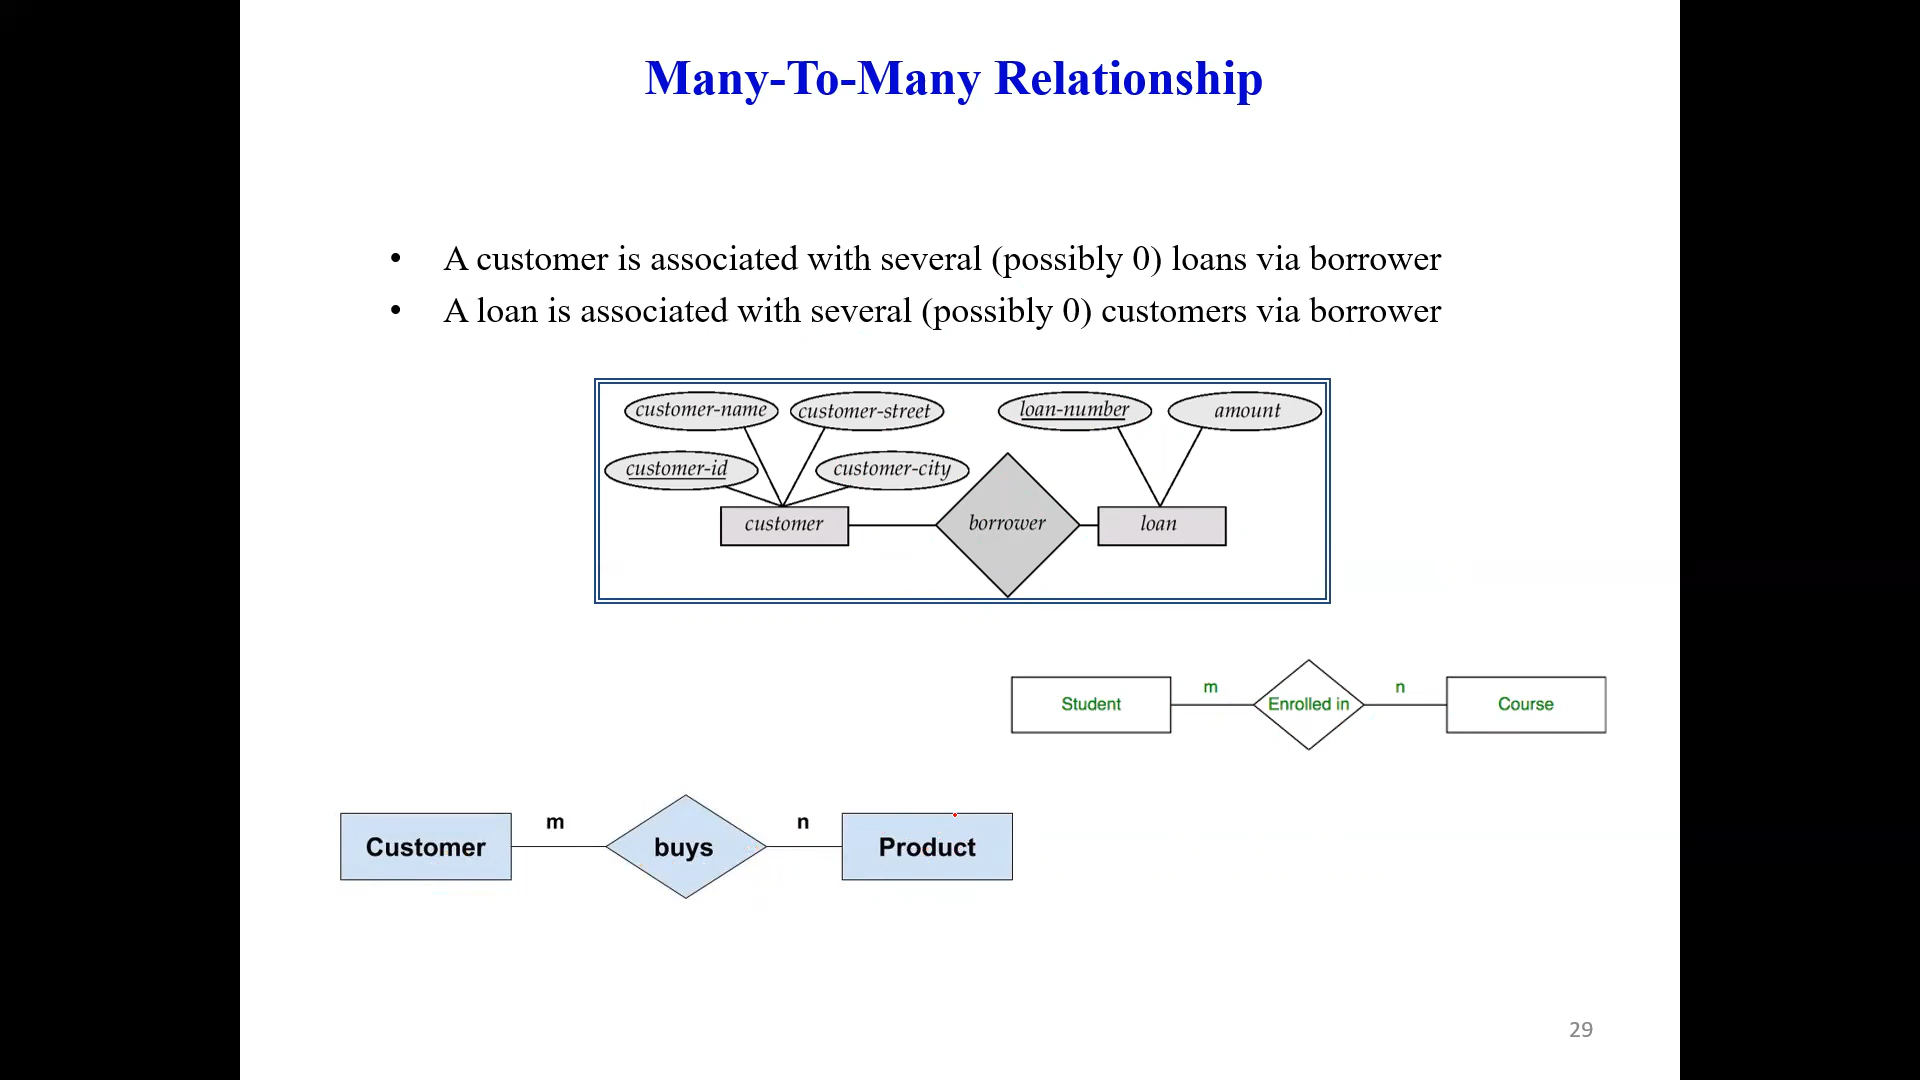 Many-To-Many Relationship
• A customer is associated with several (possibly 0) loans via borrower
• A loan is associated with several (possibly 0) customers via borrower
customer-name customer-street loan-number amount
customer-id customer-city
customer borrower loan
m n
Student Enrolled in Course
m n
Customer buys Product
29